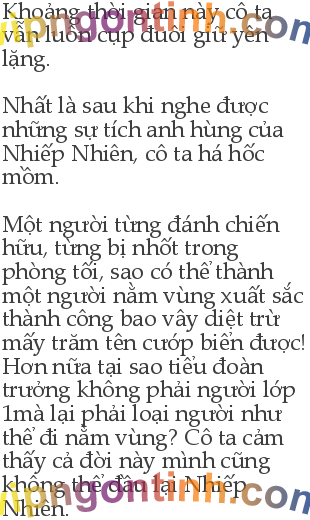 Khoảng thời gian này cô ta
vẫn luôn cụp đuôi giữ yên
lặng.
Nhất là sau khi nghe được
những sự tích anh hùng của
Nhiếp Nhiên, cô ta há hốc
mồm.
Một người từng đánh chiến
hữu, từng bị nhốt trong
phòng tối, sao có thể thành
một người nằm vùng xuất sắc
thành công bao vây diệt trừ
mấy trăm tên cướp biển được!
Hơn nữa tại sao tiểu đoàn
trưởng không phải người lớp
1mà lại phải loại người như
thế đi nằm vùng? Cô ta cảm
thấy cả đời này mình cũng
không thể đấu lại Nhiếp
Nhiên.
vipngontinh.com
vipngontinh.com